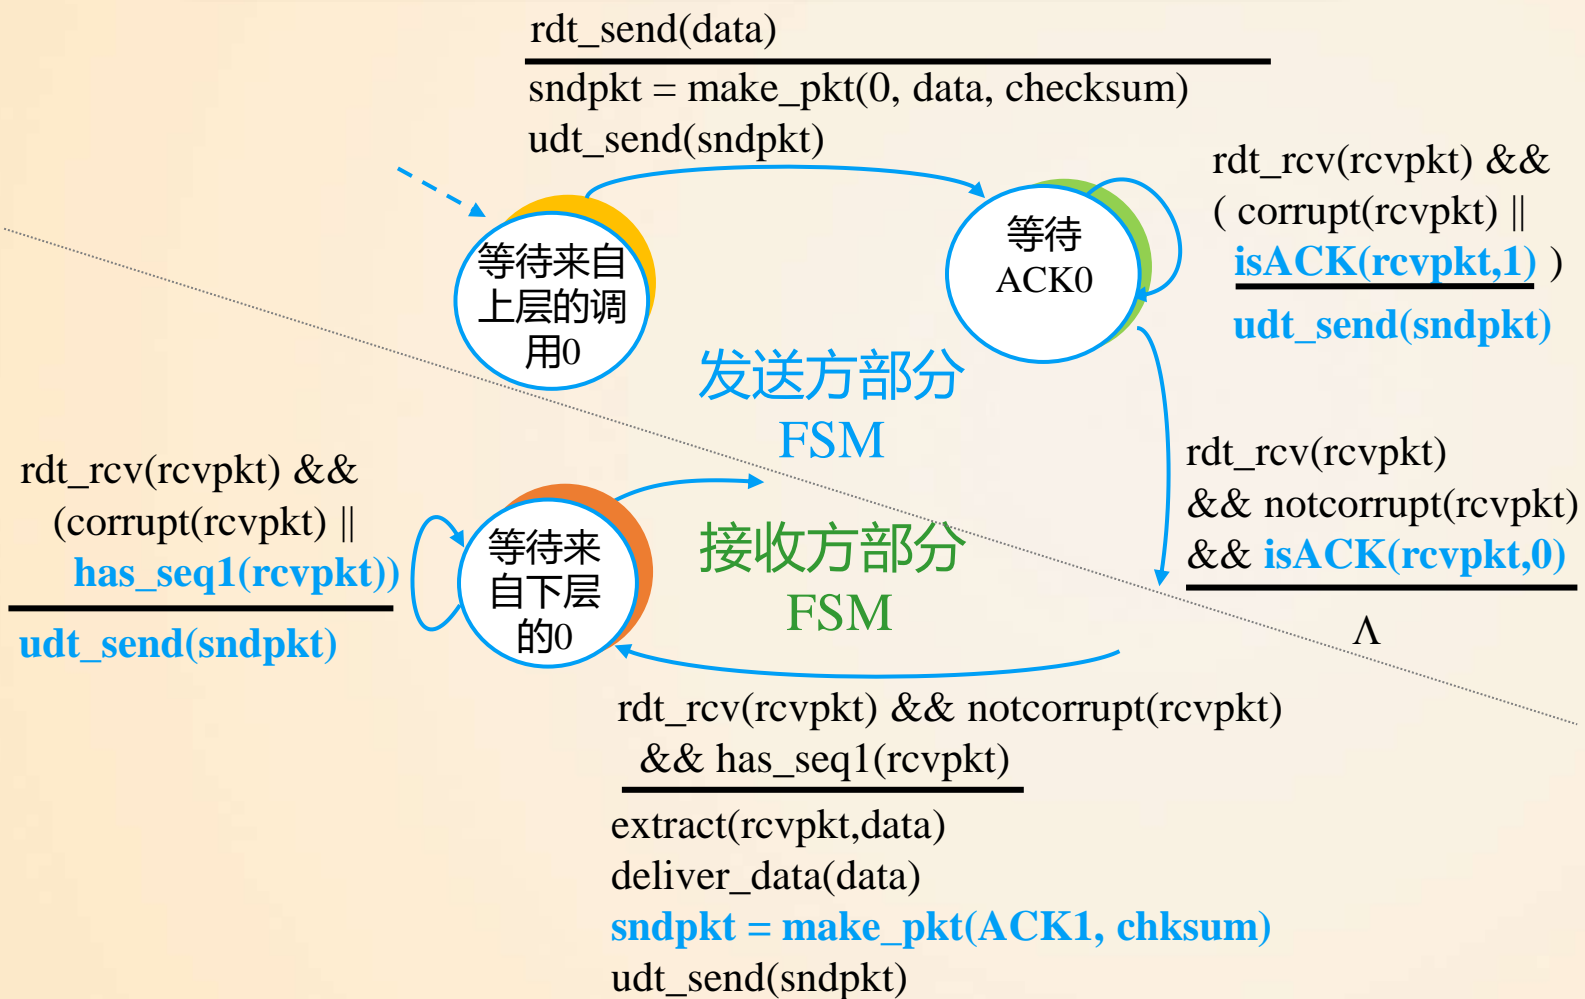 rdt_send(data)
sndpkt = make_pkt(0, data, checksum)
udt_send(sndpkt)
rdt_rcv(rcvpkt) &&
( corrupt(rcvpkt) ||
isACK(rcvpkt,1) )
udt_send(sndpkt)
等待来自
上层的调
用0
等待
ACK0
发送方部分
FSM
rdt_rcv(rcvpkt)
&& notcorrupt(rcvpkt)
&& isACK(rcvpkt,0)
Λ
rdt_rcv(rcvpkt) &&
(corrupt(rcvpkt) ||
has_seq1(rcvpkt))
udt_send(sndpkt)
等待来
自下层
的0
接收方部分
FSM
rdt_rcv(rcvpkt) && notcorrupt(rcvpkt)
&& has_seq1(rcvpkt)
extract(rcvpkt,data)
deliver_data(data)
sndpkt = make_pkt(ACK1, chksum)
udt_send(sndpkt)